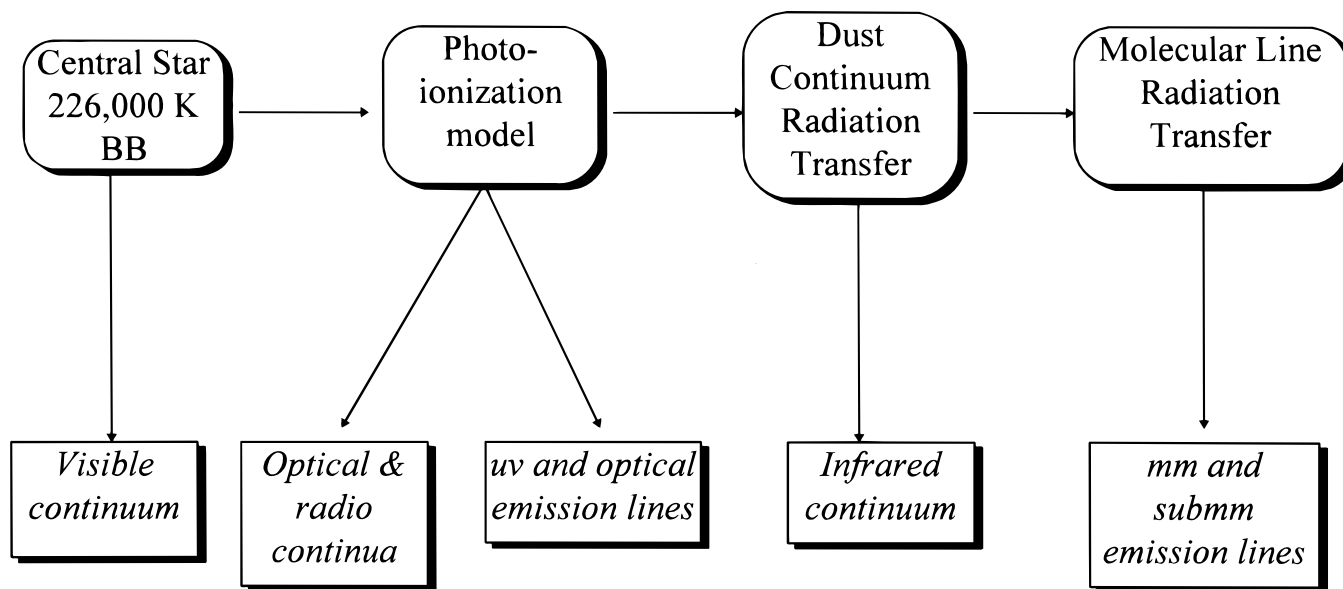 Central Star
226,000 K
BB
Photo-
ionization
model
Dust
Continuum
Radiation
Transfer
Molecular Line
Radiation
Transfer
Visible
continuum
Optical &
radio
continua
uv and optical
emission lines
Infrared
continuum
mm and
submm
emission lines